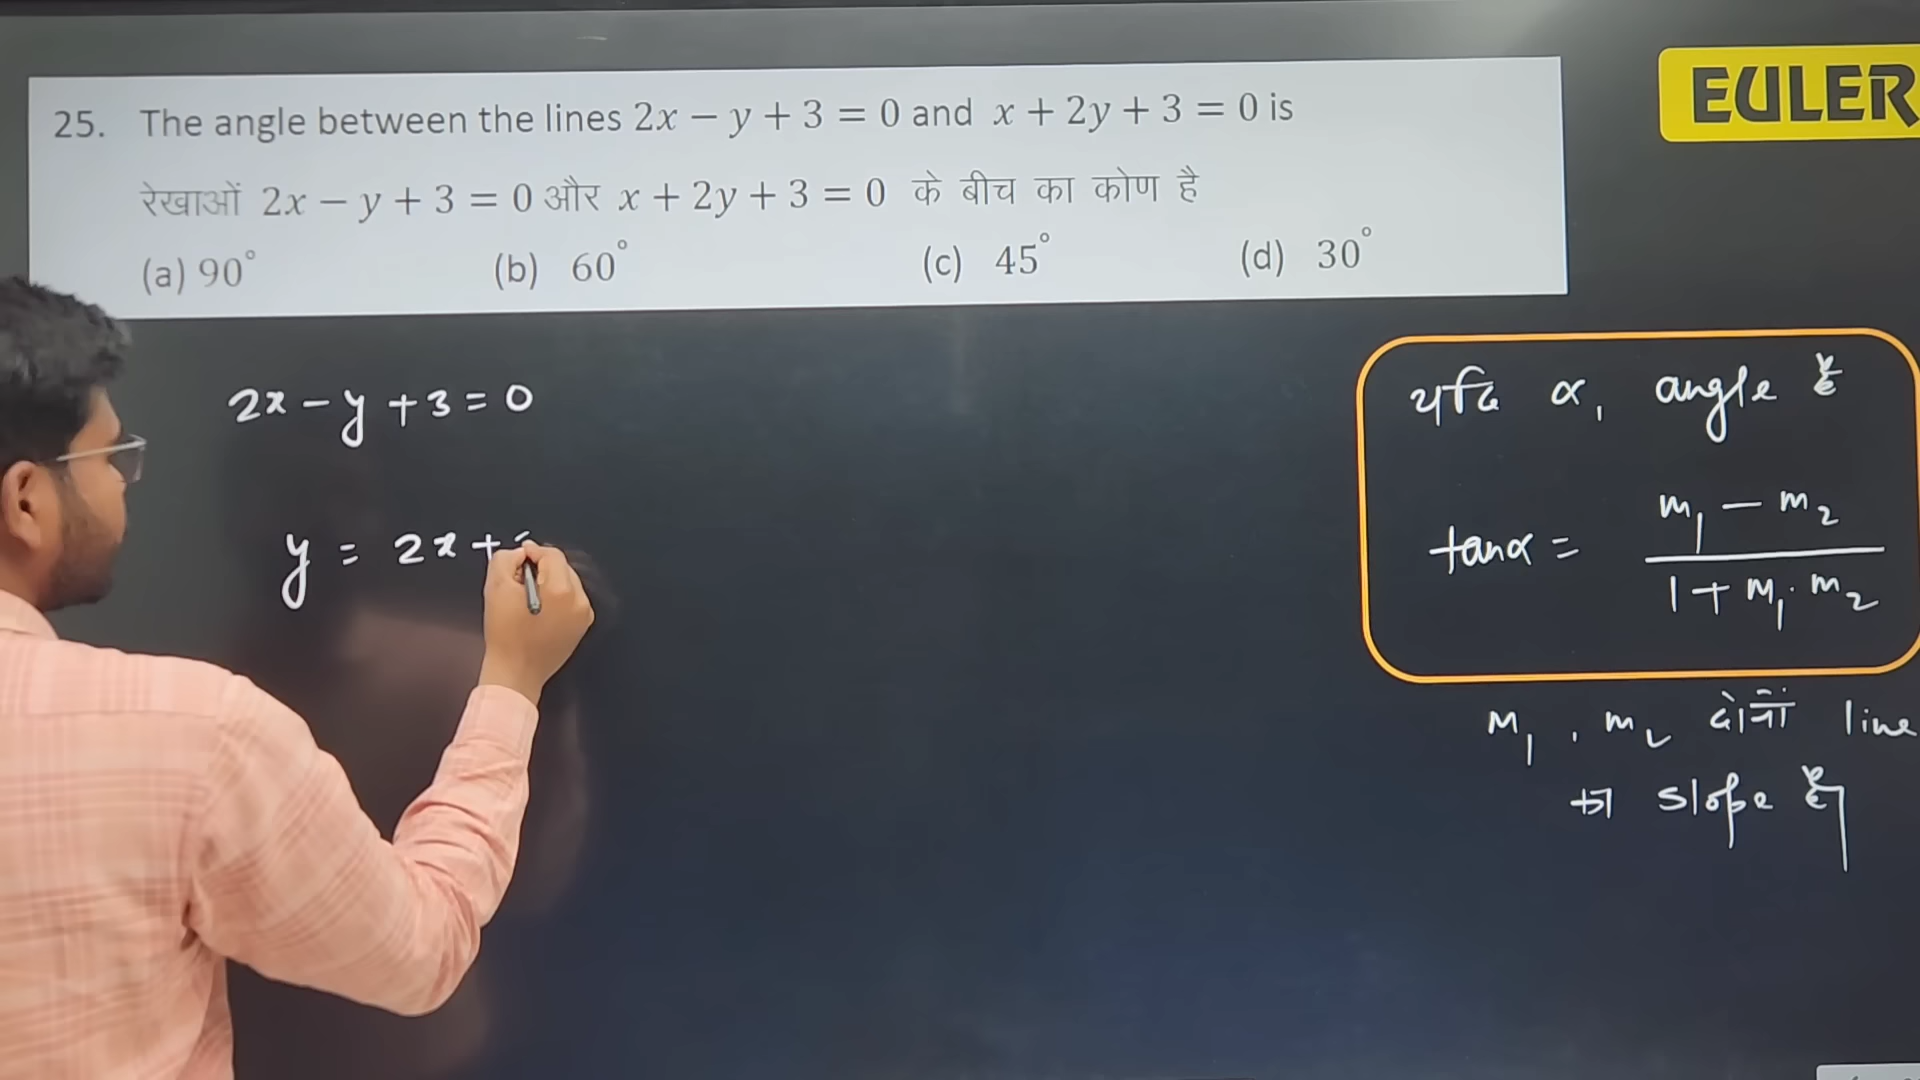 EULER
25. The angle between the lines 2x − y + 3 = 0 and x + 2y + 3 = 0 is
रेखाओं 2x − y + 3 = 0 और x + 2y + 3 = 0 के बीच का कोण है
(a) 90° (b) 60° (c) 45° (d) 30°
2x - y + 3 = 0
y = 2x +
यदि α, angle है
tanα = m₁ - m₂ / 1 + m₁ . m₂
m₁ , m₂ दोनों line
का slope है